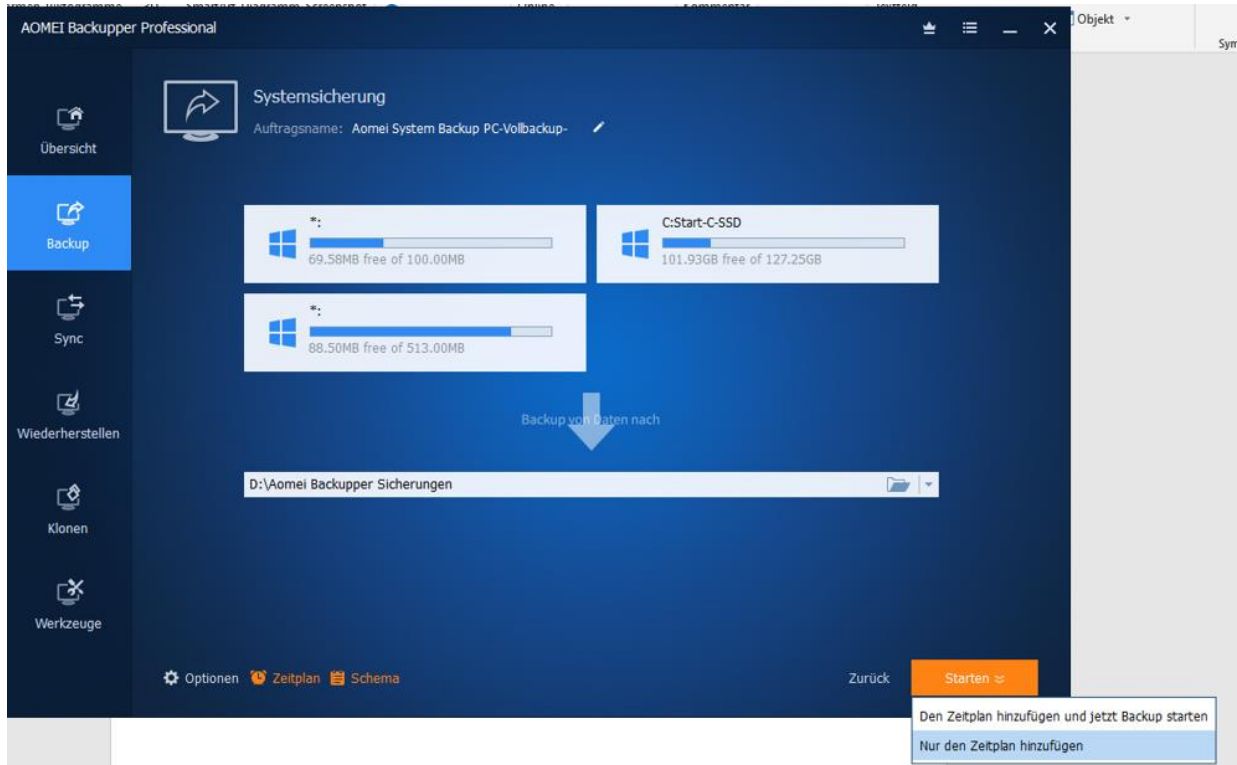 AOMEI Backupper Professional
Objekt
Sym
Systemsicherung
Auftragsname: Aomei System Backup PC-Vollbackup-
Übersicht
Backup
Sync
Wiederherstellen
Klonen
Werkzeuge
*:
69.58MB free of 100.00MB
C:Start-C-SSD
101.93GB free of 127.25GB
*:
88.50MB free of 513.00MB
Backup von Daten nach
D:\Aomei Backupper Sicherungen
Optionen Zeitplan Schema
Zurück
Starten
Den Zeitplan hinzufügen und jetzt Backup starten
Nur den Zeitplan hinzufügen